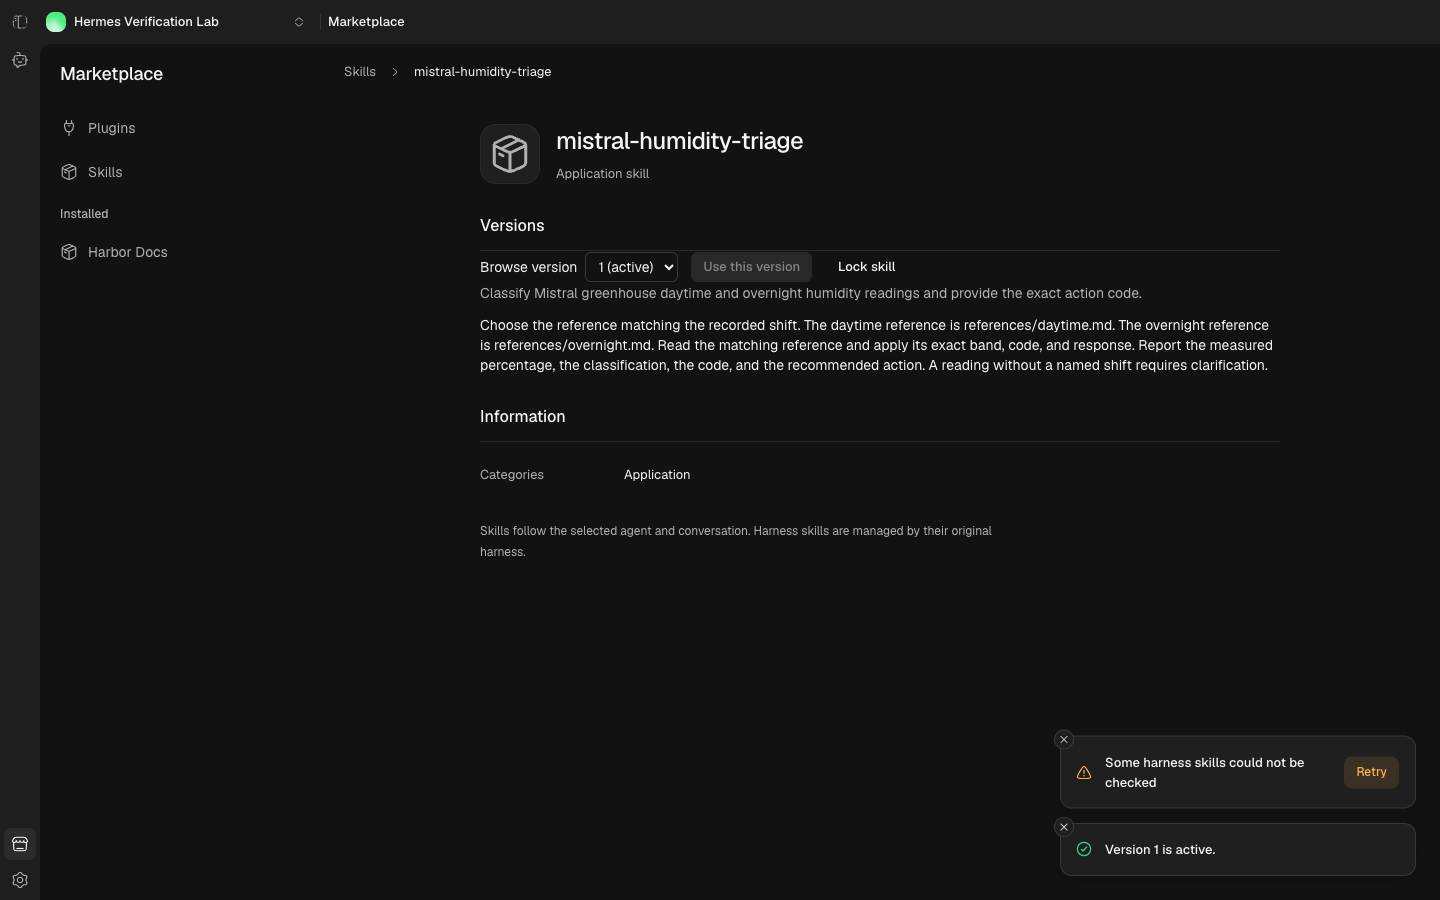 Hermes Verification Lab
Marketplace
Marketplace
Plugins
Skills
Installed
Harbor Docs
Skills
mistral-humidity-triage
mistral-humidity-triage
Application skill
Versions
Browse version
1 (active)
Use this version
Lock skill
Classify Mistral greenhouse daytime and overnight humidity readings and provide the exact action code.
Choose the reference matching the recorded shift. The daytime reference is references/daytime.md. The overnight reference
is references/overnight.md. Read the matching reference and apply its exact band, code, and response. Report the measured
percentage, the classification, the code, and the recommended action. A reading without a named shift requires clarification.
Information
Categories
Application
Skills follow the selected agent and conversation. Harness skills are managed by their original
harness.
Some harness skills could not be
checked
Retry
Version 1 is active.